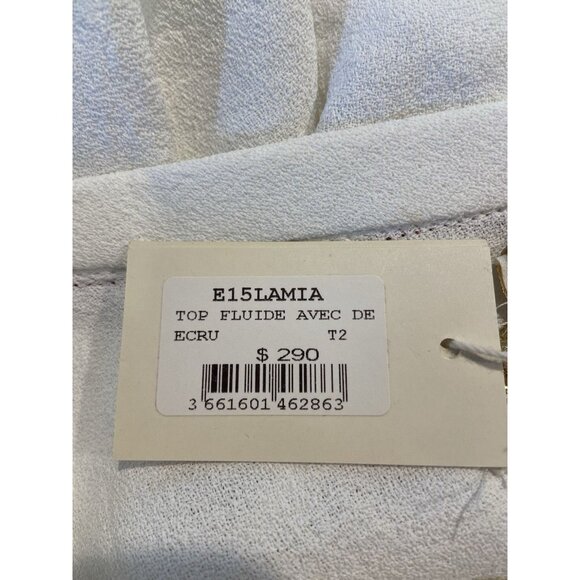 E15LAMIA
TOP FLUIDE AVEC DE
ECRU T2
$ 290
3 661601 462863